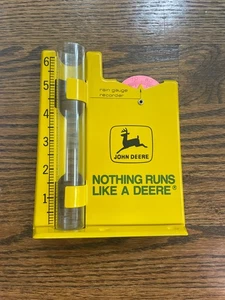 6
5
4
3
2
1
rain gauge
recorder
JOHN DEERE
NOTHING RUNS
LIKE A DEERE®